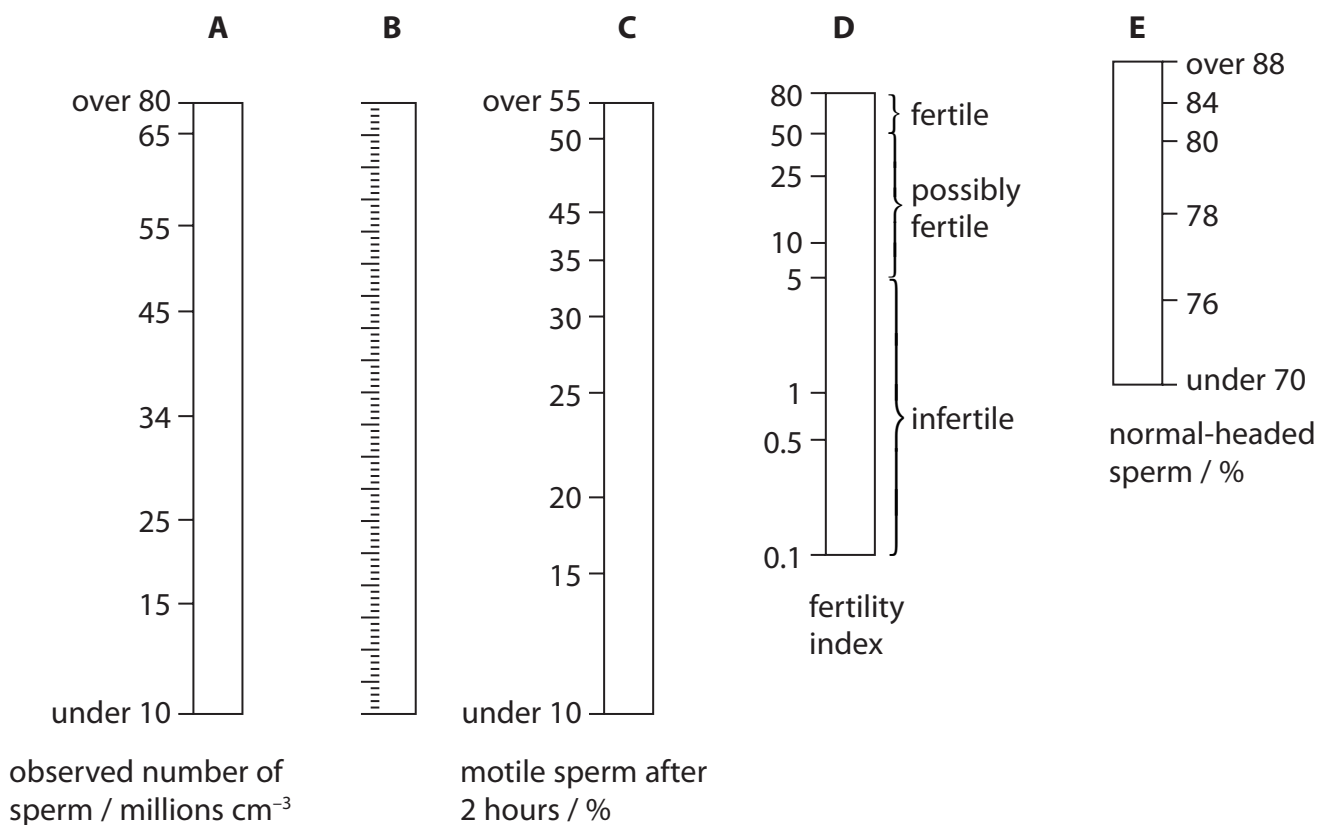 A
B
C
D
E
over 80
65
55
45
34
25
15
under 10
observed number of
sperm / millions cm⁻³
over 55
50
45
35
30
25
20
15
under 10
motile sperm after
2 hours / %
80
50
25
10
5
1
0.5
0.1
fertile
possibly
fertile
infertile
fertility
index
over 88
84
80
78
76
under 70
normal-headed
sperm / %